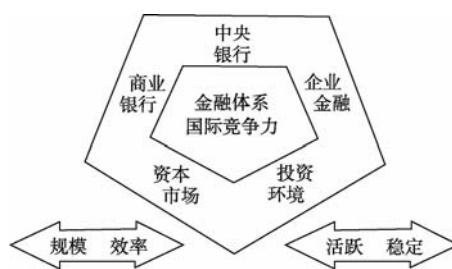 中央
银行
商业
银行
企业
金融
金融体系
国际竞争力
资本
市场
投资
环境
规模 效率
活跃 稳定